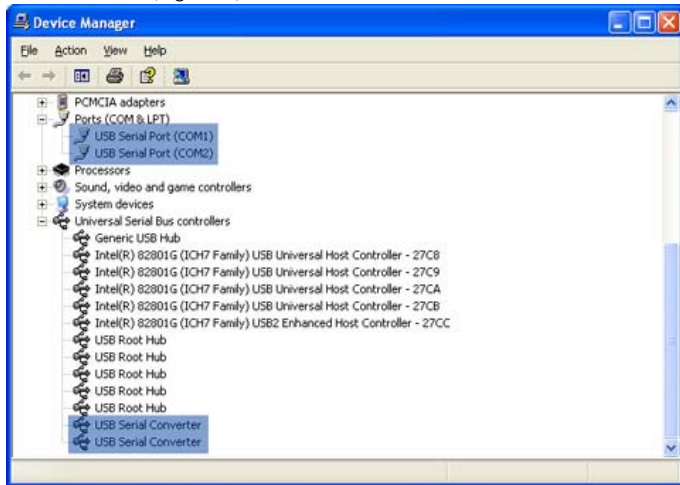 Device Manager
File Action View Help
PCMCIA adapters
Ports (COM & LPT)
USB Serial Port (COM1)
USB Serial Port (COM2)
Processors
Sound, video and game controllers
System devices
Universal Serial Bus controllers
Generic USB Hub
Intel(R) 82801G (ICH7 Family) USB Universal Host Controller - 27C8
Intel(R) 82801G (ICH7 Family) USB Universal Host Controller - 27C9
Intel(R) 82801G (ICH7 Family) USB Universal Host Controller - 27CA
Intel(R) 82801G (ICH7 Family) USB Universal Host Controller - 27CB
Intel(R) 82801G (ICH7 Family) USB2 Enhanced Host Controller - 27CC
USB Root Hub
USB Root Hub
USB Root Hub
USB Root Hub
USB Root Hub
USB Serial Converter
USB Serial Converter